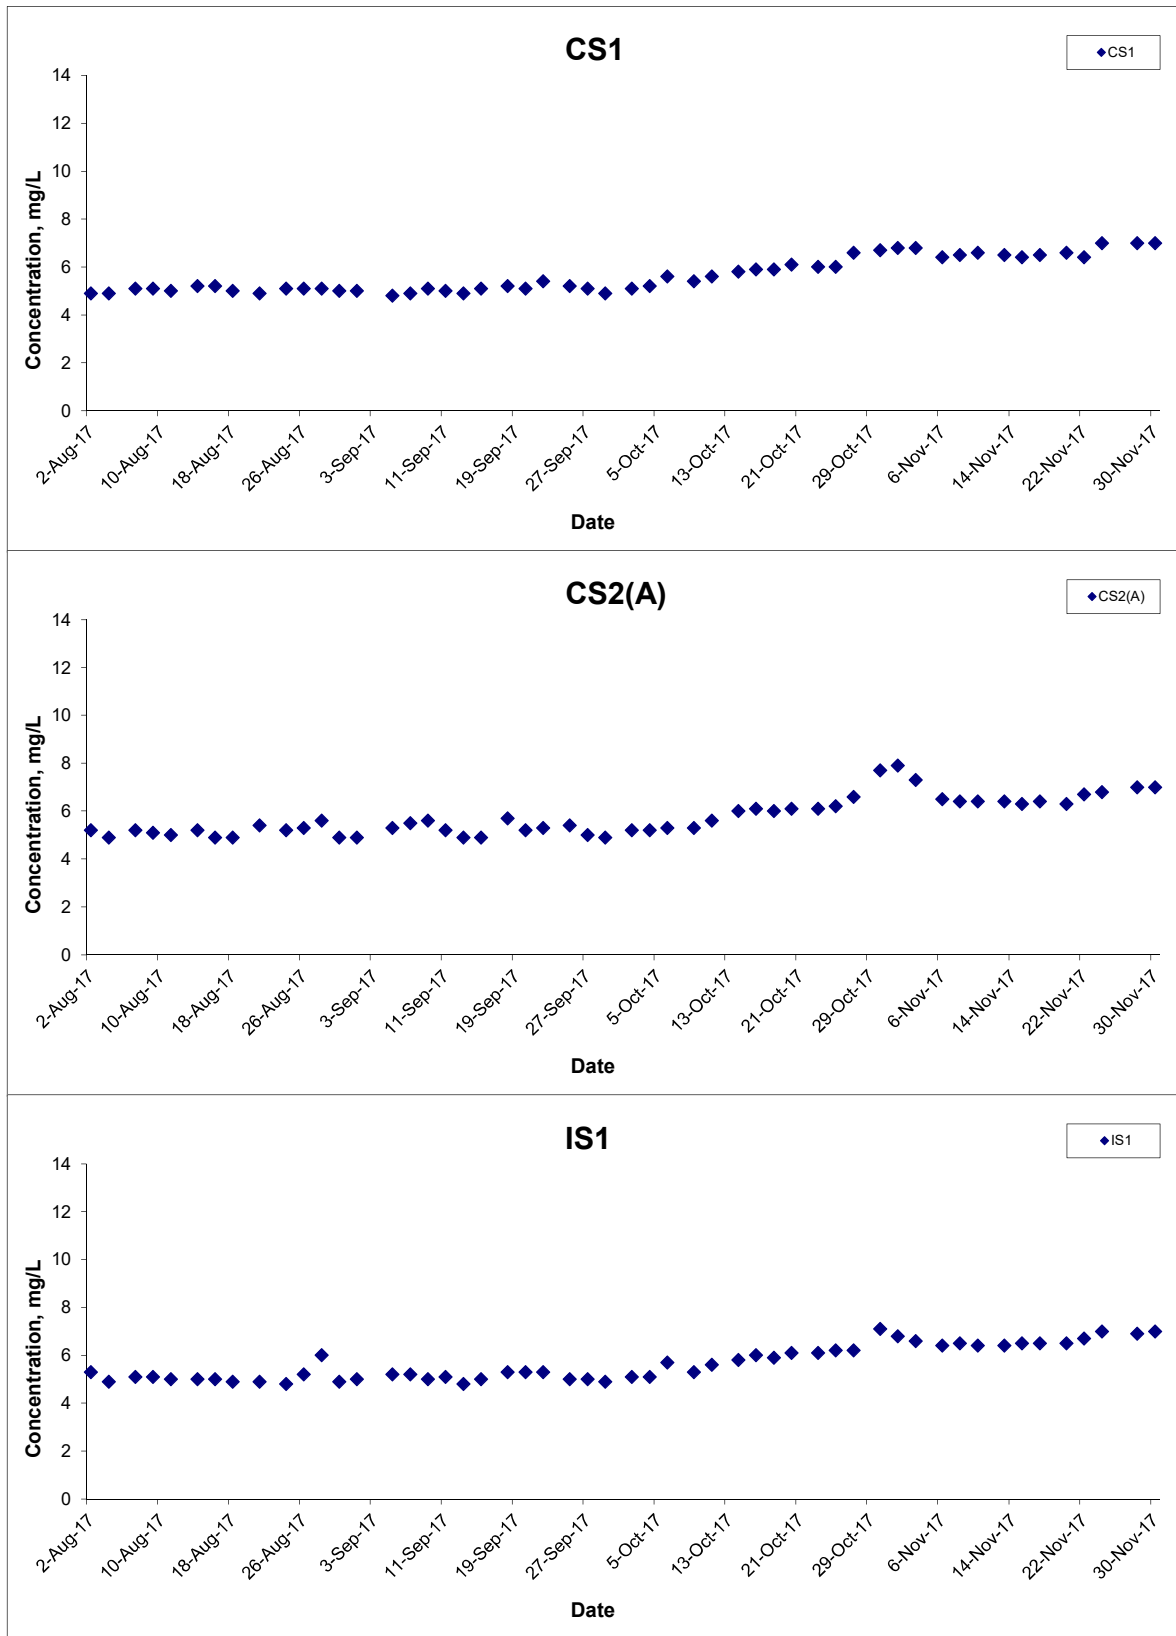 CS1
CS1
14
12
10
8
6
4
2
0
Concentration, mg/L
2-Aug-17
10-Aug-17
18-Aug-17
26-Aug-17
3-Sep-17
11-Sep-17
19-Sep-17
27-Sep-17
5-Oct-17
13-Oct-17
21-Oct-17
29-Oct-17
6-Nov-17
14-Nov-17
22-Nov-17
30-Nov-17
Date
CS2(A)
CS2(A)
14
12
10
8
6
4
2
0
Concentration, mg/L
2-Aug-17
10-Aug-17
18-Aug-17
26-Aug-17
3-Sep-17
11-Sep-17
19-Sep-17
27-Sep-17
5-Oct-17
13-Oct-17
21-Oct-17
29-Oct-17
6-Nov-17
14-Nov-17
22-Nov-17
30-Nov-17
Date
IS1
IS1
14
12
10
8
6
4
2
0
Concentration, mg/L
2-Aug-17
10-Aug-17
18-Aug-17
26-Aug-17
3-Sep-17
11-Sep-17
19-Sep-17
27-Sep-17
5-Oct-17
13-Oct-17
21-Oct-17
29-Oct-17
6-Nov-17
14-Nov-17
22-Nov-17
30-Nov-17
Date